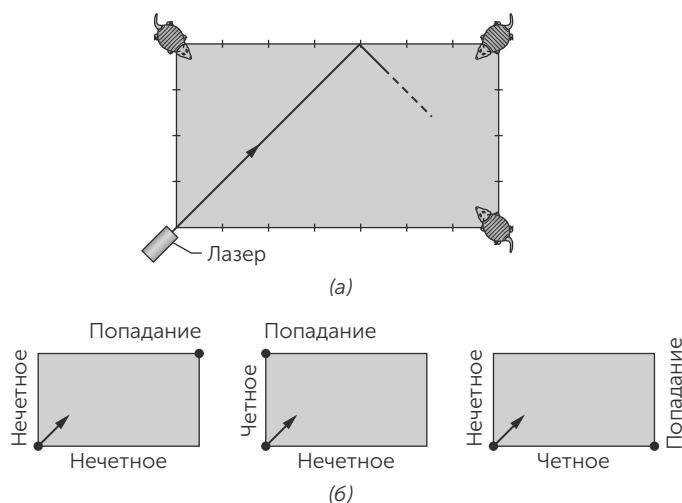 Лазер
(а)
Попадание
Нечетное
Нечетное
Попадание
Четное
Нечетное
Нечетное
Четное
Попадание
(б)